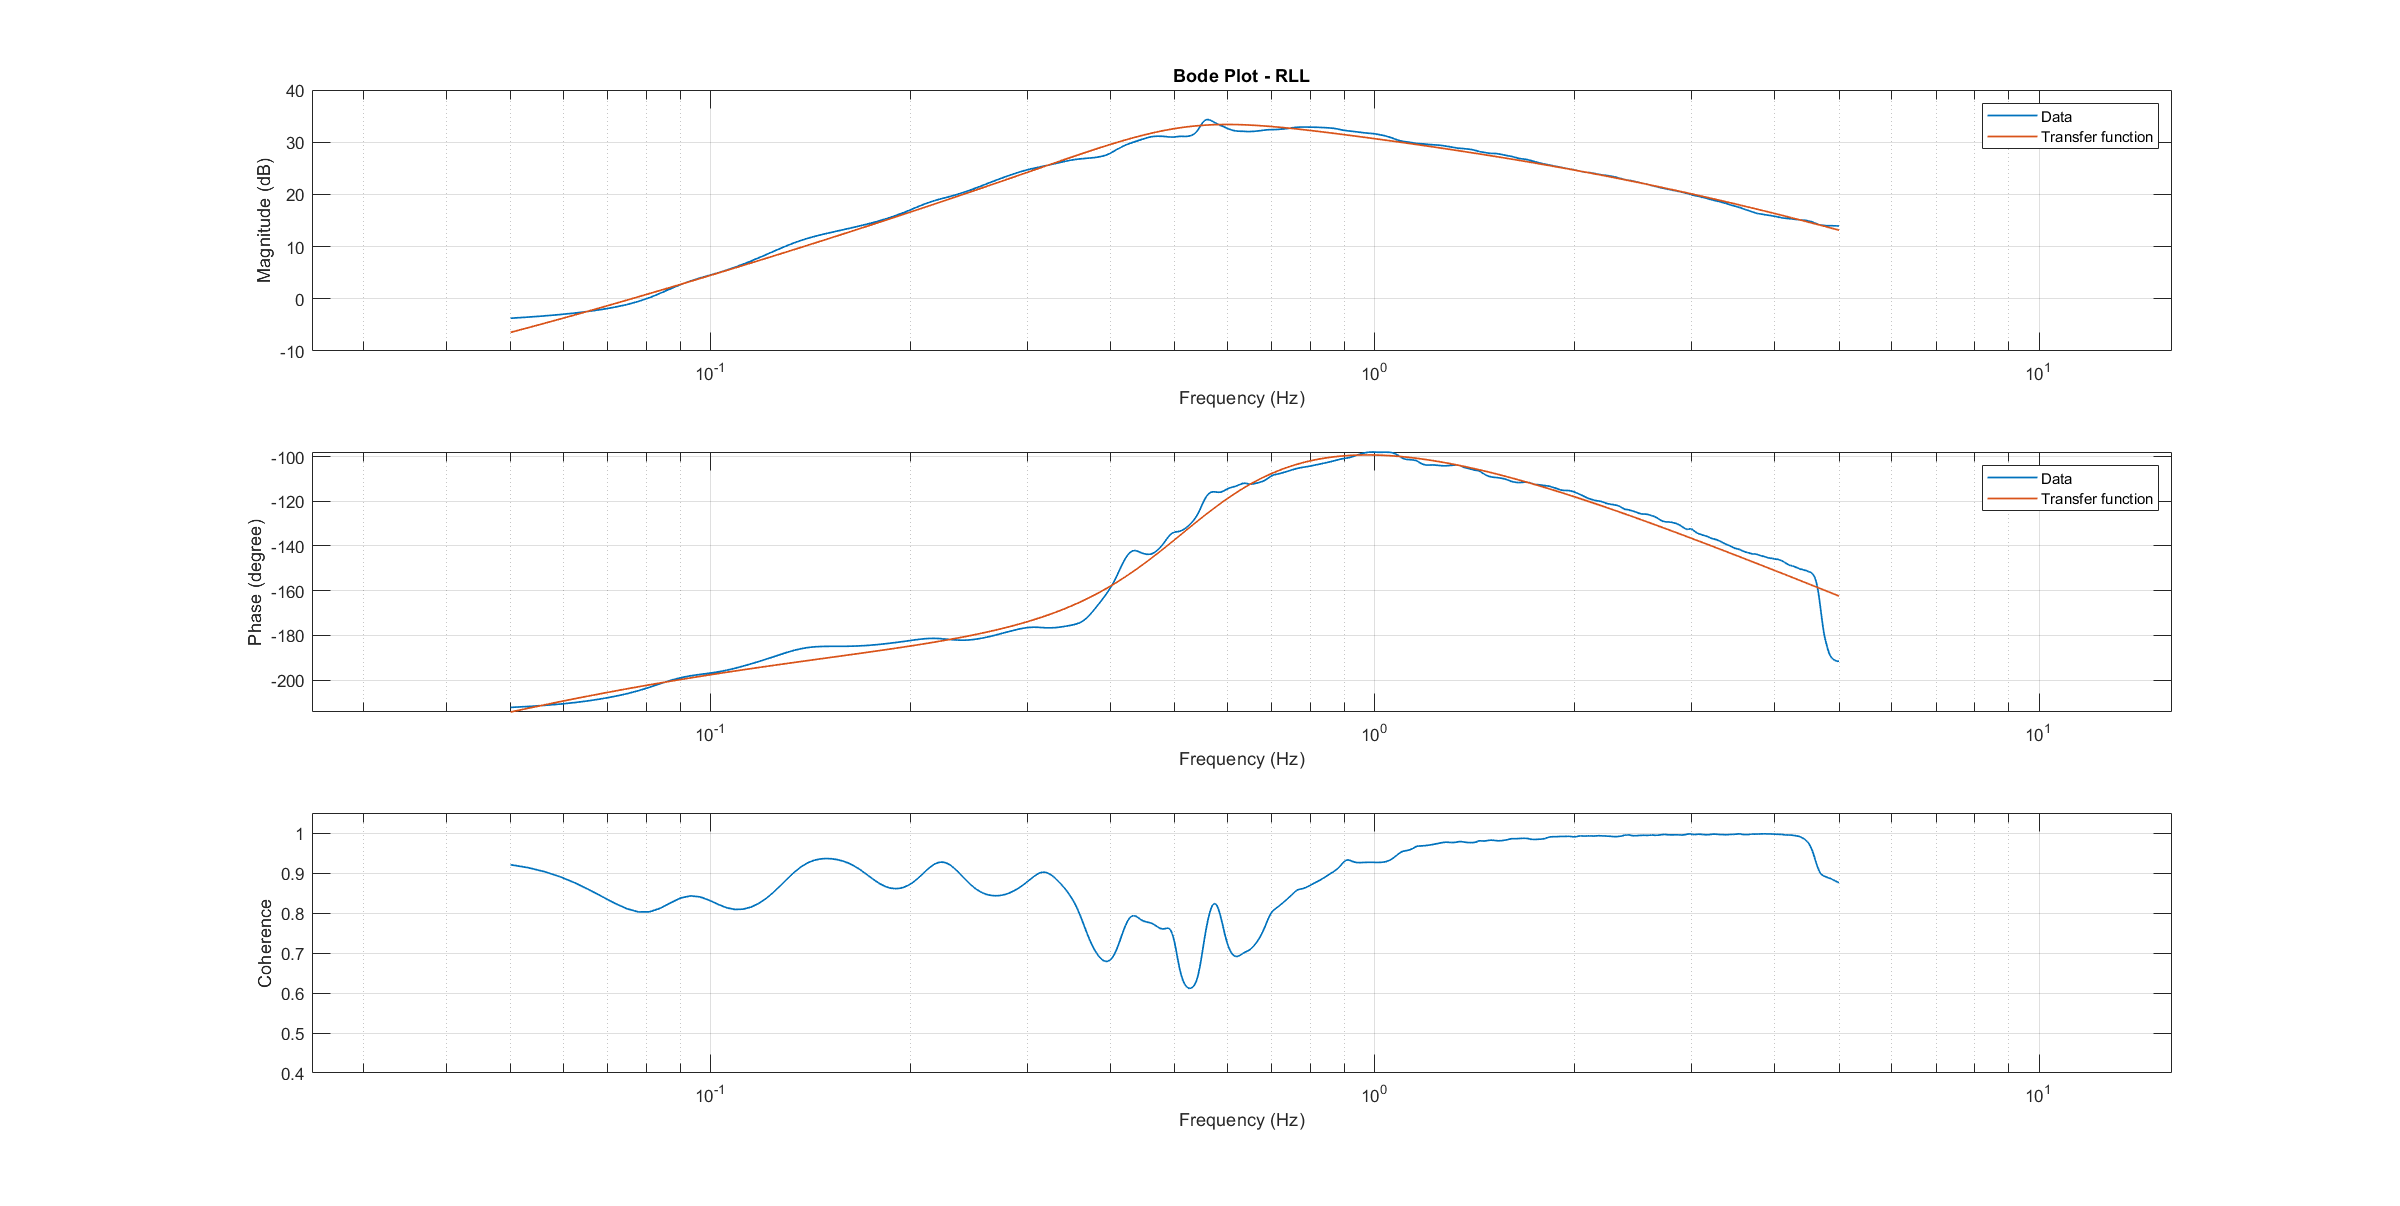 Bode Plot - RLL
40
30
20
10
0
-10
Magnitude (dB)
Data
Transfer function
10^-1
10^0
10^1
Frequency (Hz)
-100
-120
-140
-160
-180
-200
Phase (degree)
Data
Transfer function
10^-1
10^0
10^1
Frequency (Hz)
1
0.9
0.8
0.7
0.6
0.5
0.4
Coherence
10^-1
10^0
10^1
Frequency (Hz)